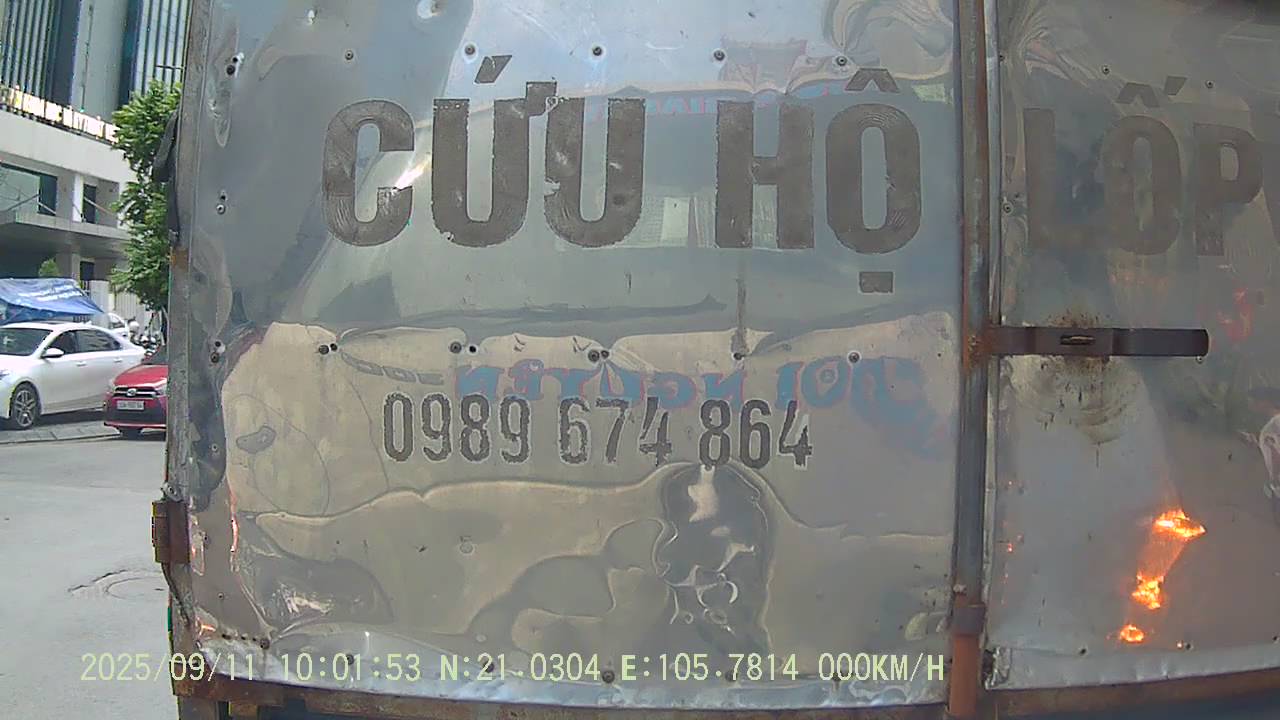 CỨU HỘ LỐP
0989 674 864
2025/09/11 10:01:53 N:21.0304 E:105.7814 000KM/H